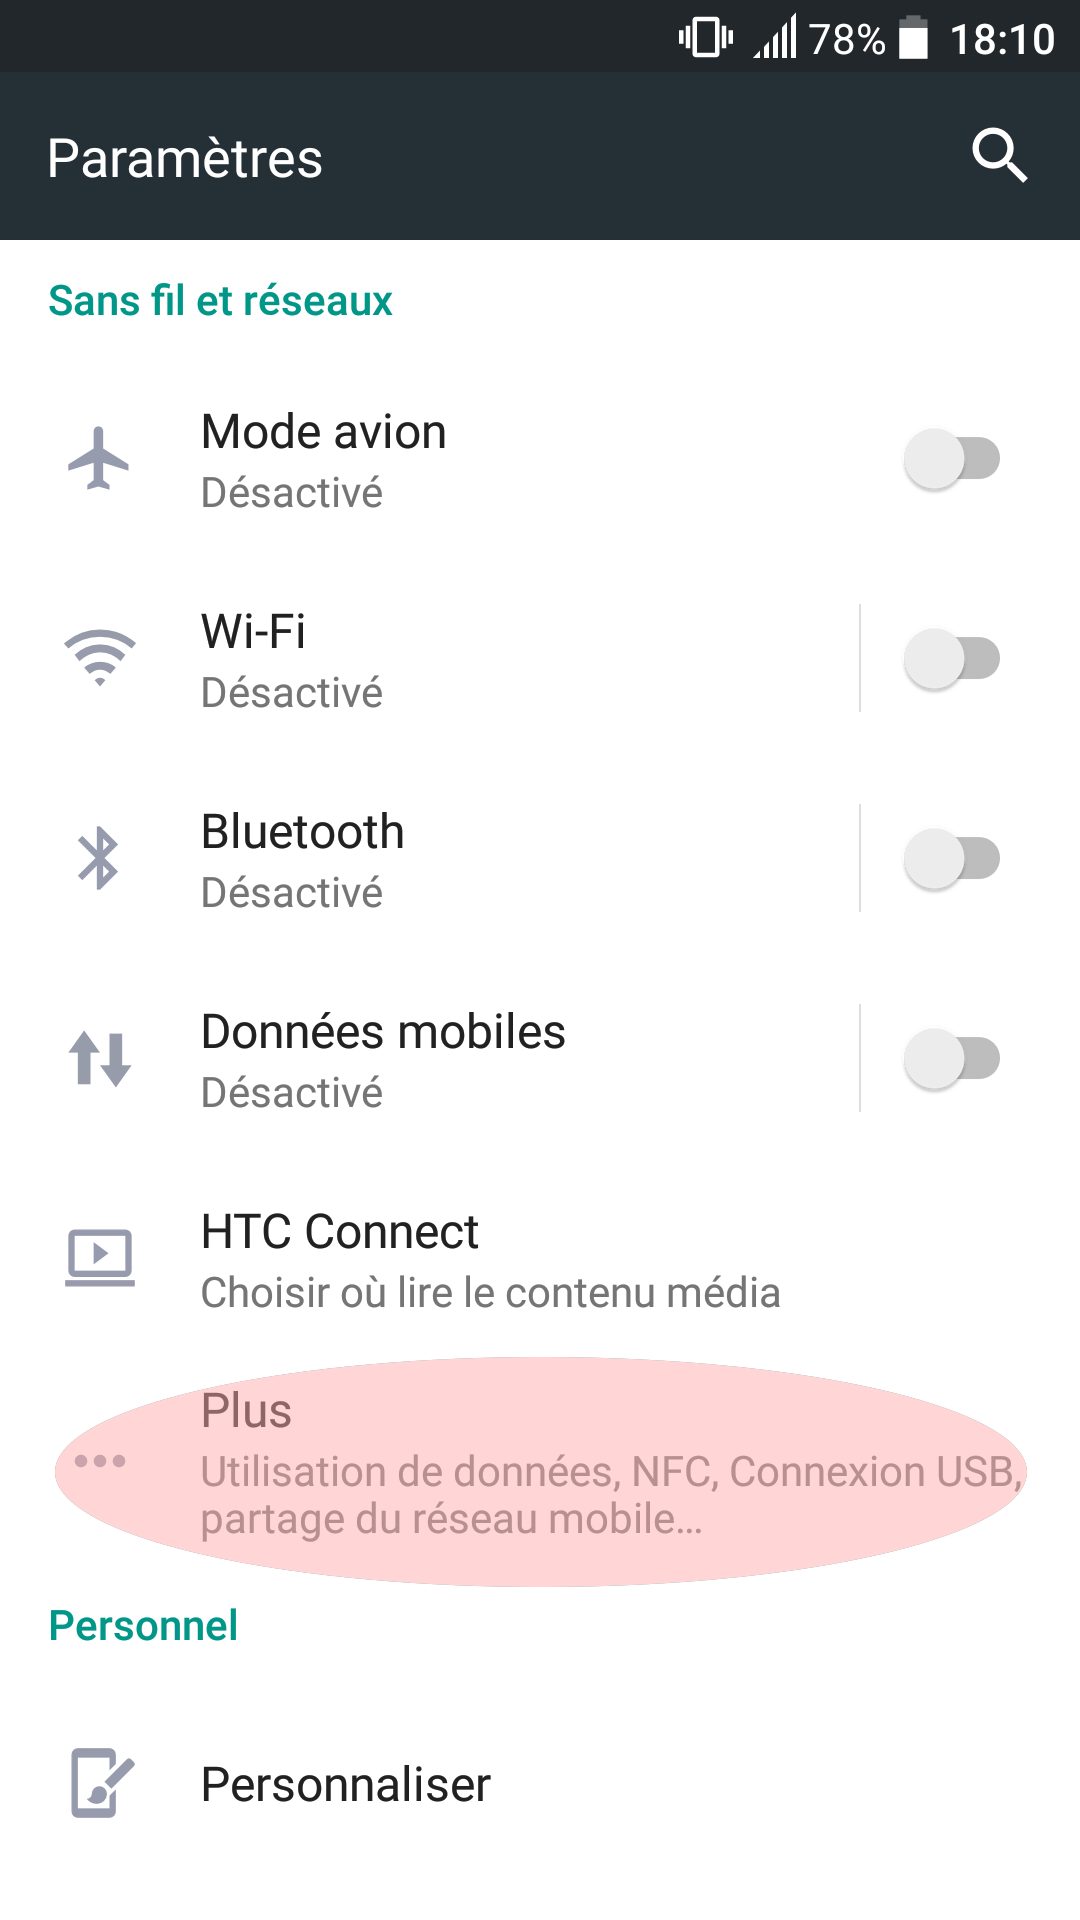 78% 18:10
Paramètres
Sans fil et réseaux
Mode avion
Désactivé
Wi-Fi
Désactivé
Bluetooth
Désactivé
Données mobiles
Désactivé
HTC Connect
Choisir où lire le contenu média
Plus
Utilisation de données, NFC, Connexion USB,
partage du réseau mobile…
Personnel
Personnaliser